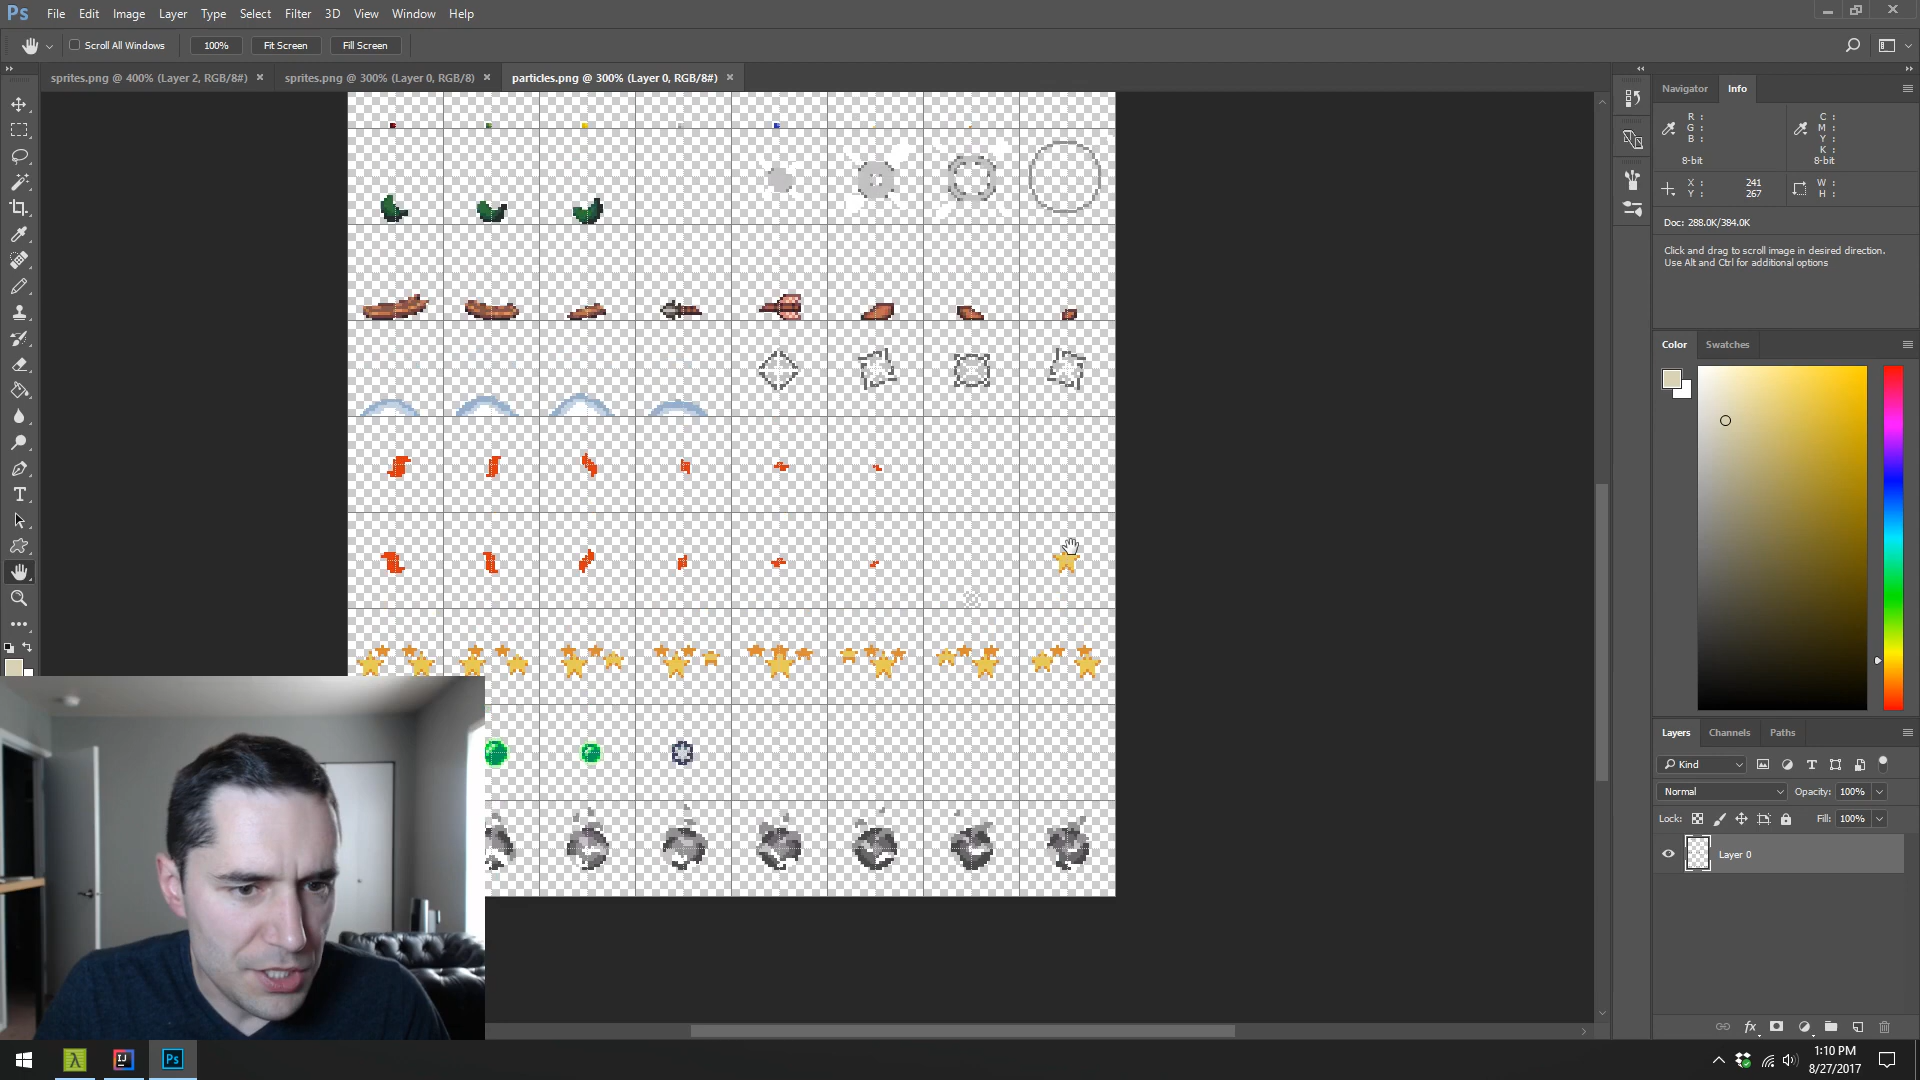 Ps File Edit Image Layer Type Select Filter 3D View Window Help
Scroll All Windows 100% Fit Screen Fill Screen
sprites.png @ 400% (Layer 2, RGB/8#) × sprites.png @ 300% (Layer 0, RGB/8) × particles.png @ 300% (Layer 0, RGB/8#) ×
Navigator Info
R : C :
G : M :
B : Y :
K :
8-bit 8-bit
X : 241 W :
Y : 267 H :
Doc: 288.0K/384.0K
Click and drag to scroll image in desired direction.
Use Alt and Ctrl for additional options
Color Swatches
Layers Channels Paths
Kind
Normal Opacity: 100%
Lock: Fill: 100%
Layer 0
fx
λ IJ Ps
1:10 PM
8/27/2017